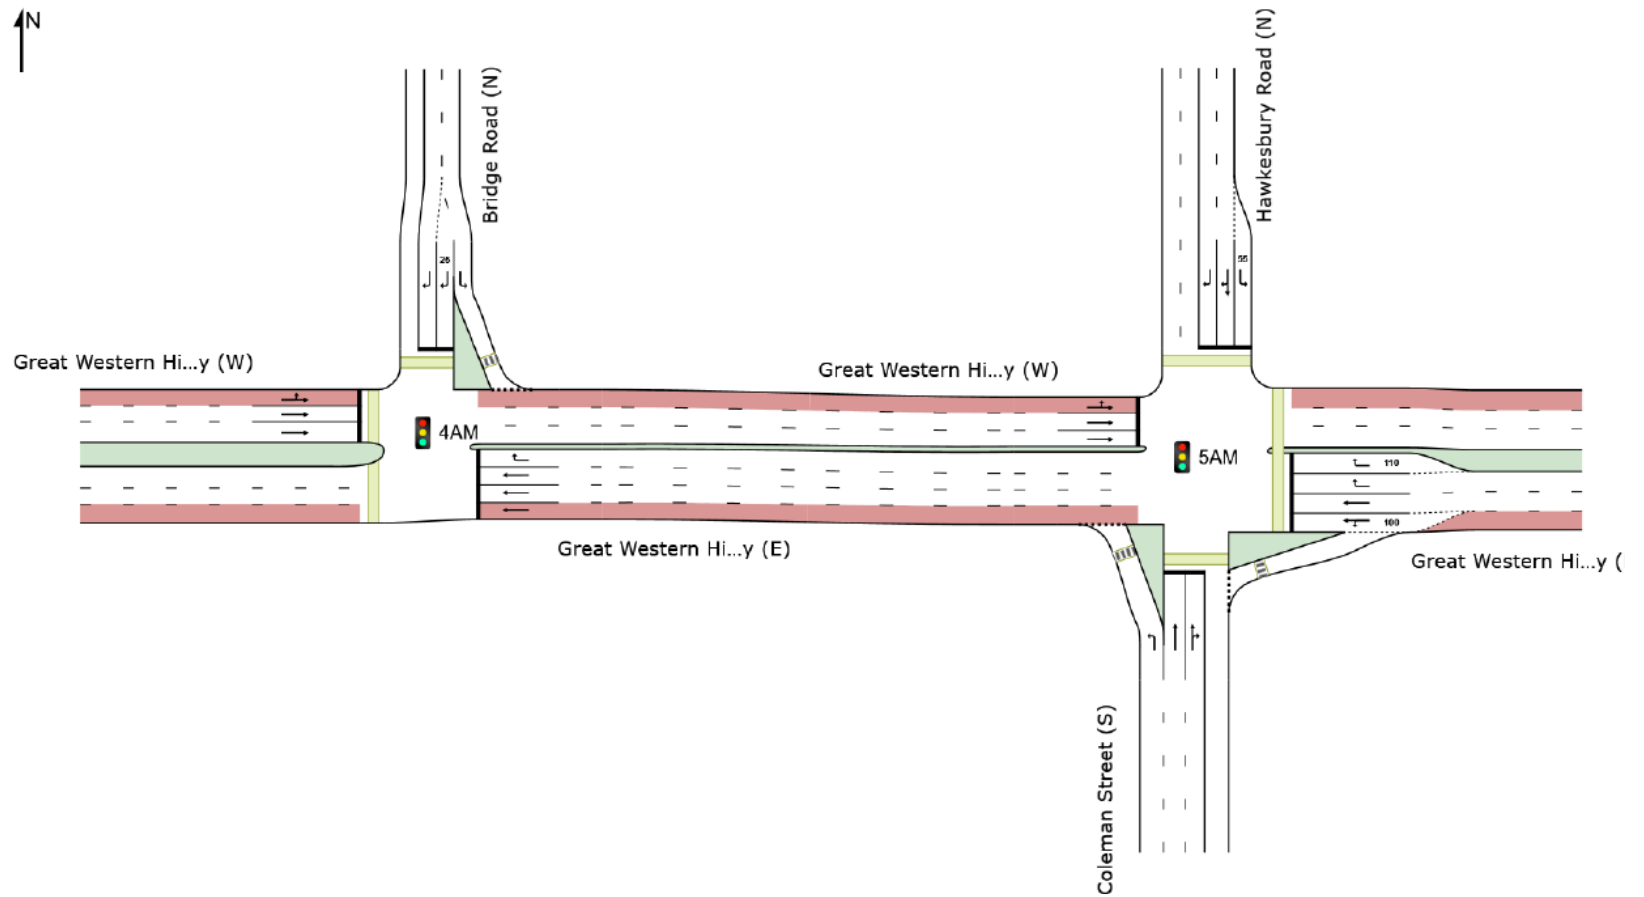 N
Bridge Road (N)
Hawkesbury Road (N)
25
55
Great Western Hi...y (W)
Great Western Hi...y (W)
4AM
5AM
110
100
Great Western Hi...y (E)
Great Western Hi...y (
Coleman Street (S)